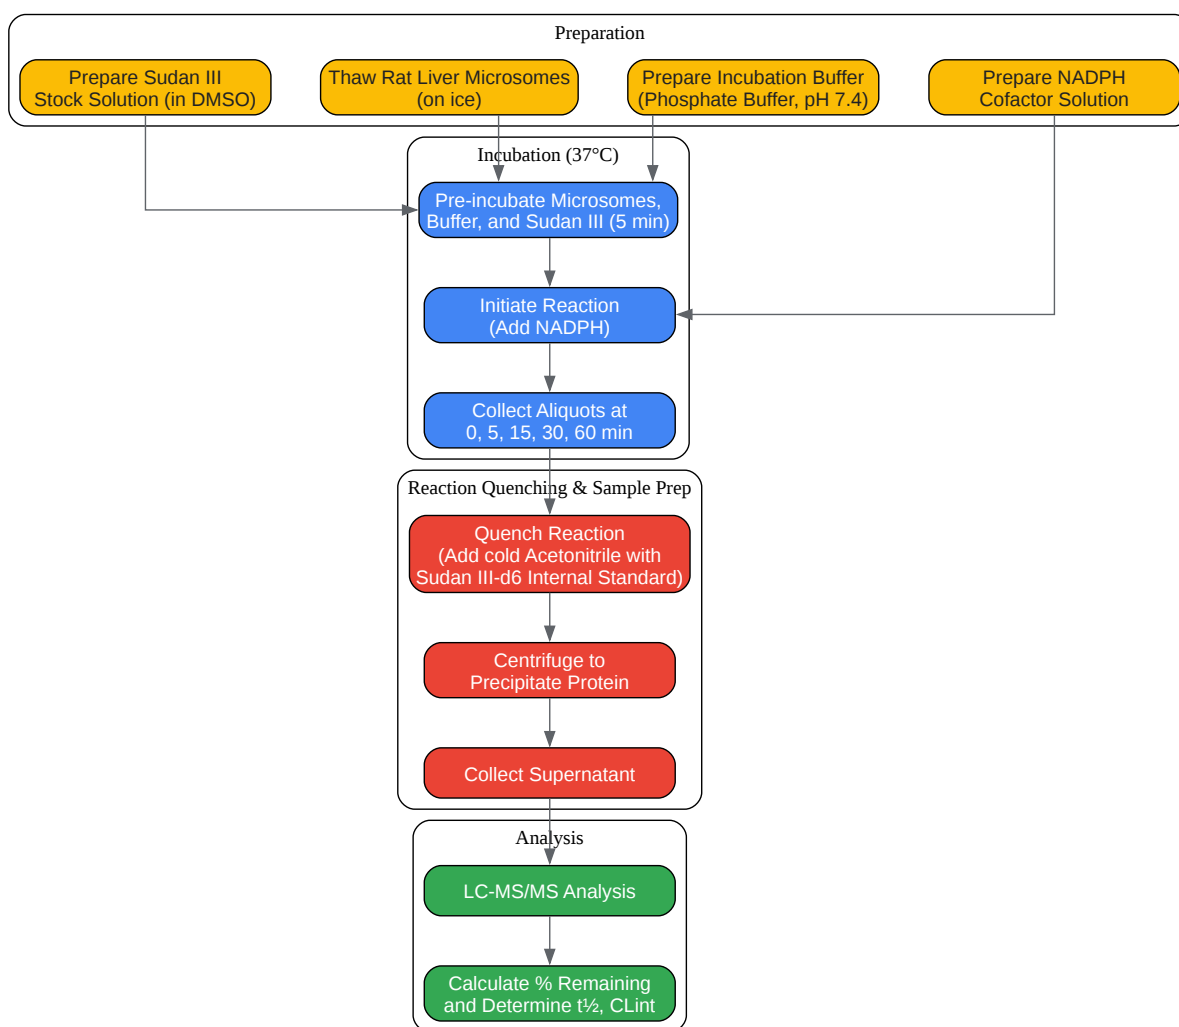 Preparation
Prepare Sudan III
Stock Solution (in DMSO)
Thaw Rat Liver Microsomes
(on ice)
Prepare Incubation Buffer
(Phosphate Buffer, pH 7.4)
Prepare NADPH
Cofactor Solution
Incubation (37°C)
Pre-incubate Microsomes,
Buffer, and Sudan III (5 min)
Initiate Reaction
(Add NADPH)
Collect Aliquots at
0, 5, 15, 30, 60 min
Reaction Quenching & Sample Prep
Quench Reaction
(Add cold Acetonitrile with
Sudan III-d6 Internal Standard)
Centrifuge to
Precipitate Protein
Collect Supernatant
Analysis
LC-MS/MS Analysis
Calculate % Remaining
and Determine t½, CLint